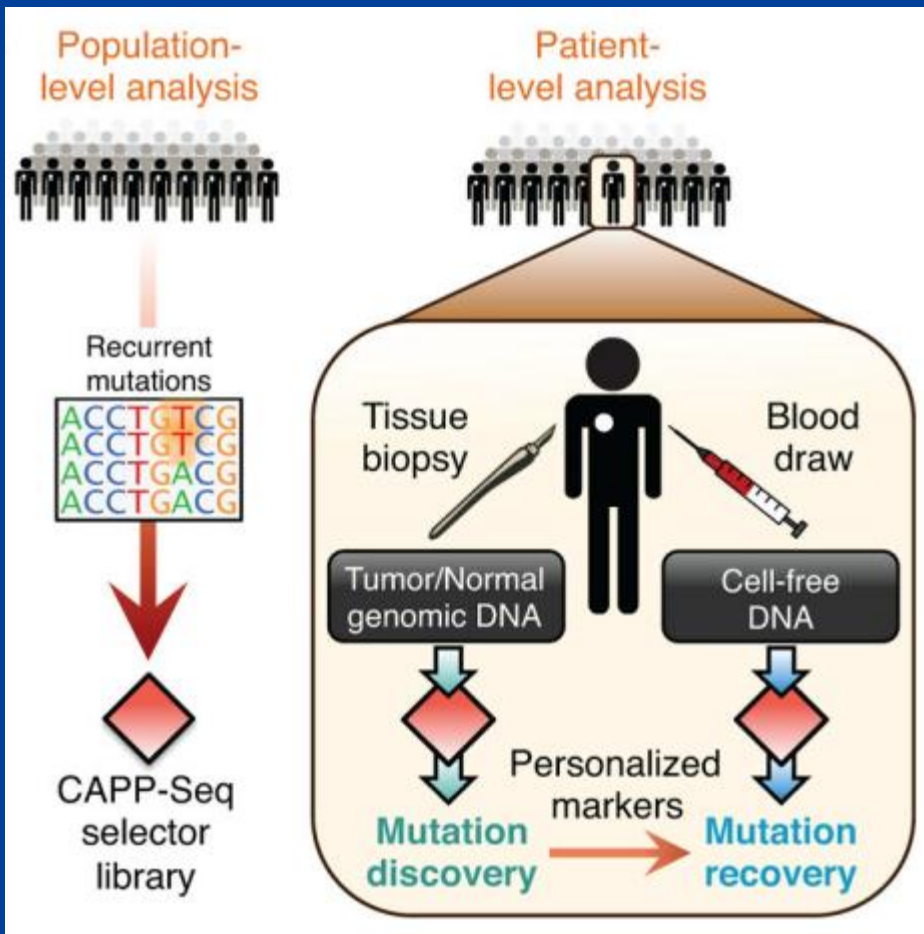 Population-
level analysis
Recurrent
mutations
ACCTGTCG
ACCTGTCG
ACCTGACG
ACCTGACG
CAPP-Seq
selector
library
Patient-
level analysis
Tissue
biopsy
Blood
draw
Tumor/Normal
genomic DNA
Cell-free
DNA
Personalized
markers
Mutation
discovery
Mutation
recovery